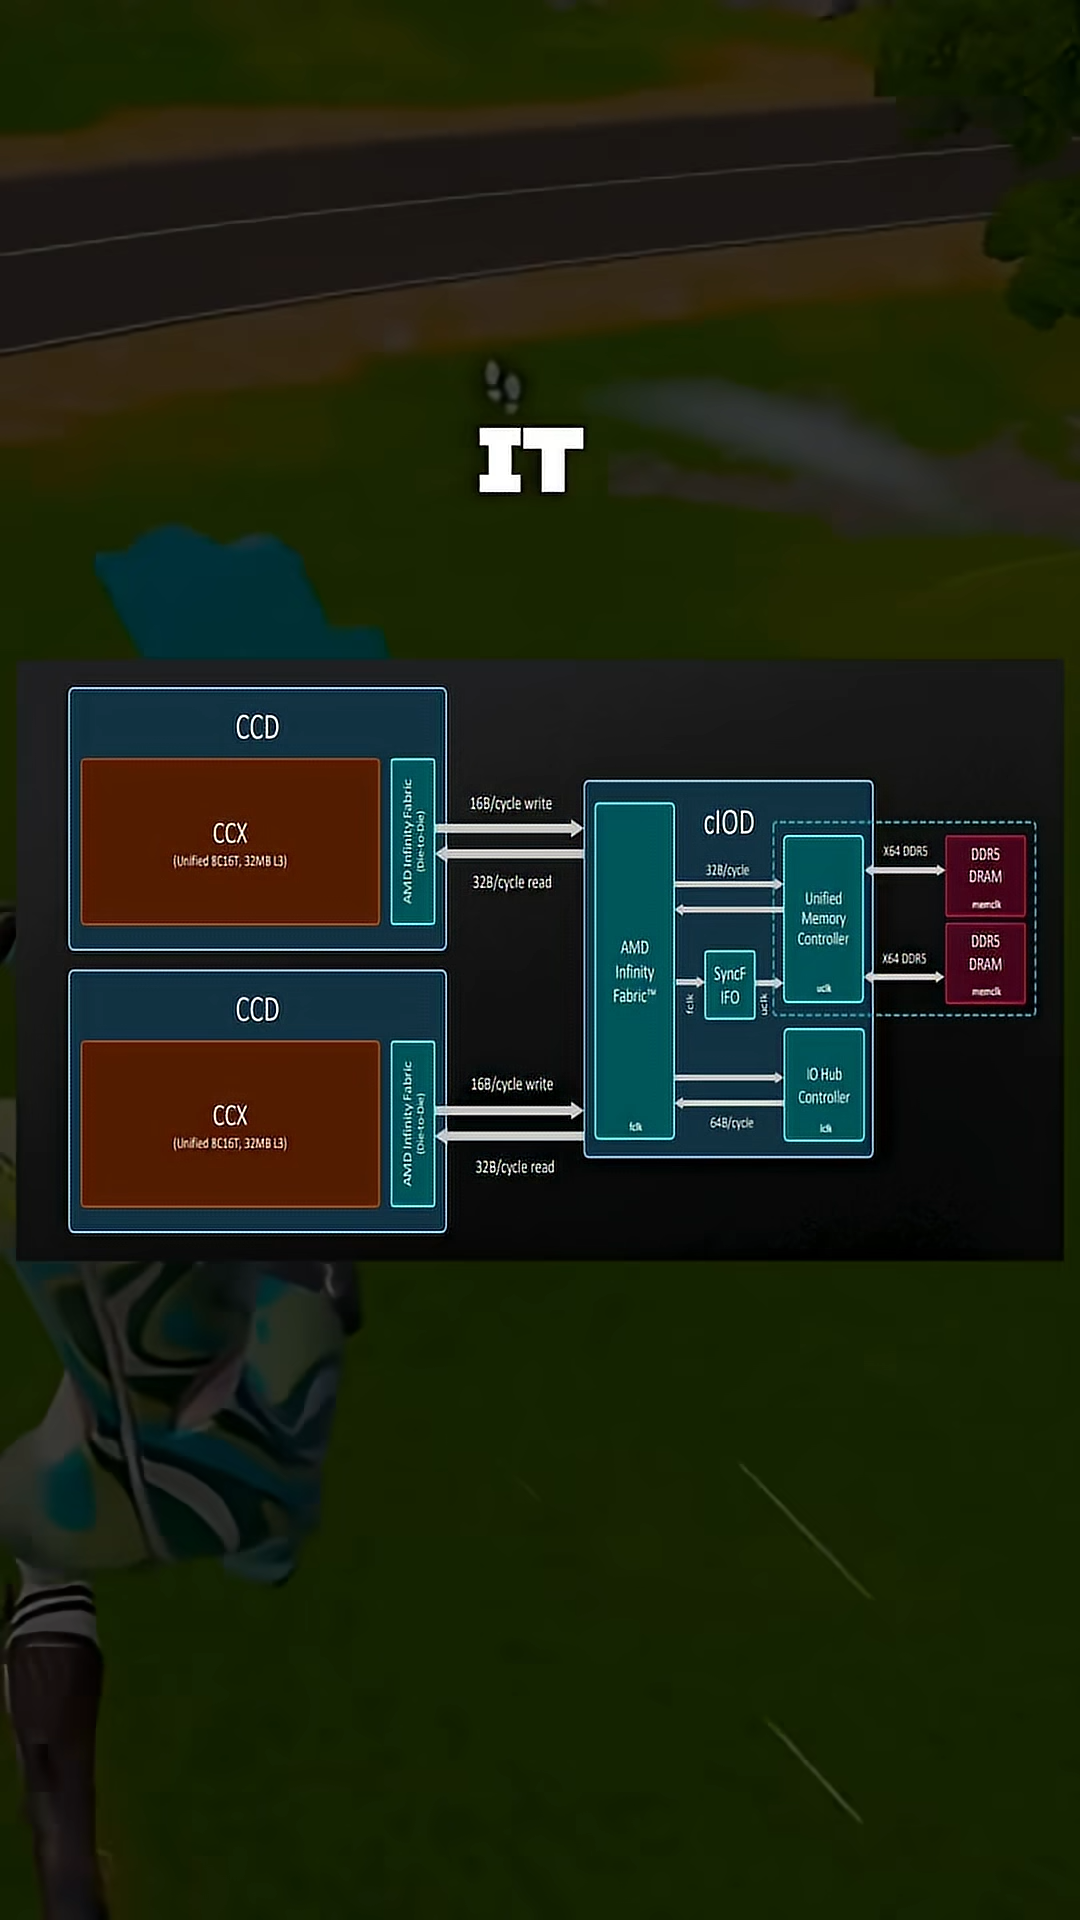 IT
CCD
CCX
(Unified 8C16T, 32MB L3)
AMD Infinity Fabric
(Die-to-Die)
16B/cycle write
32B/cycle read
CCD
CCX
(Unified 8C16T, 32MB L3)
AMD Infinity Fabric
(Die-to-Die)
16B/cycle write
32B/cycle read
cIOD
AMD
Infinity
Fabric™
fclk
32B/cycle
fclk
SyncF
IFO
uclk
Unified
Memory
Controller
uclk
64B/cycle
IO Hub
Controller
lclk
X64 DDR5
DDR5
DRAM
memclk
X64 DDR5
DDR5
DRAM
memclk